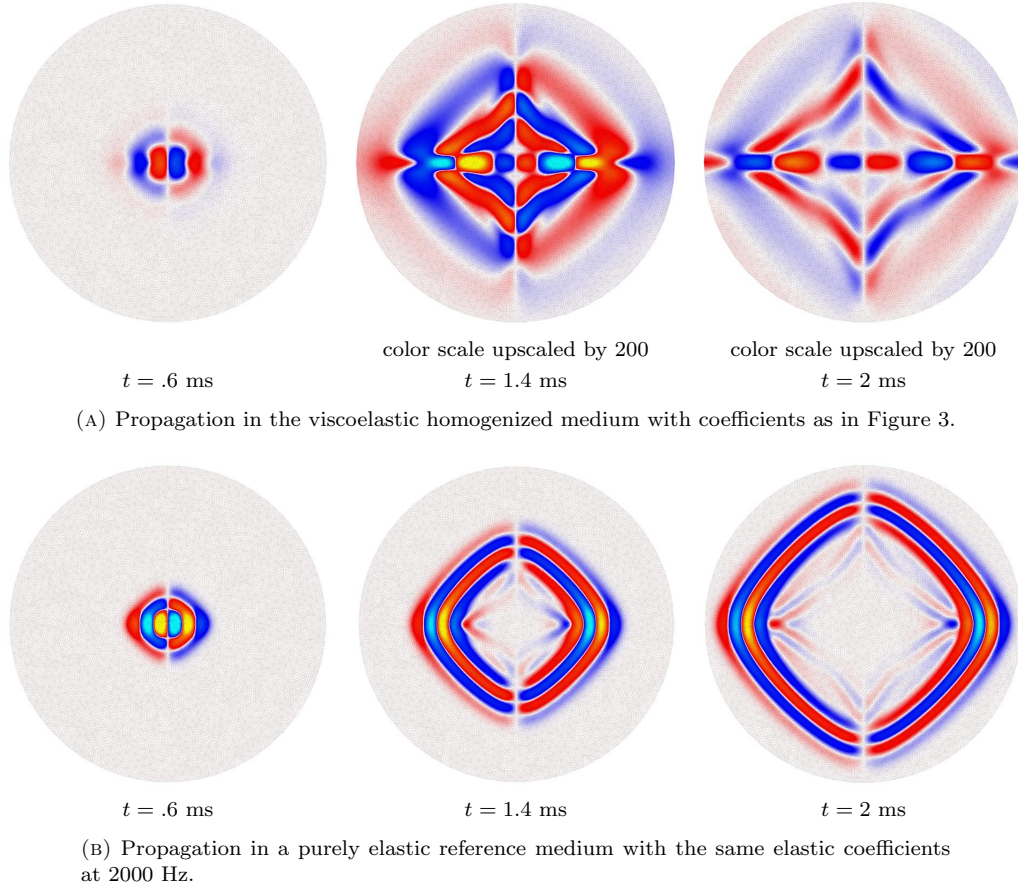 color scale upscaled by 200 color scale upscaled by 200
t = .6 ms t = 1.4 ms t = 2 ms
(A) Propagation in the viscoelastic homogenized medium with coefficients as in Figure 3.
t = .6 ms t = 1.4 ms t = 2 ms
(B) Propagation in a purely elastic reference medium with the same elastic coefficients
at 2000 Hz.